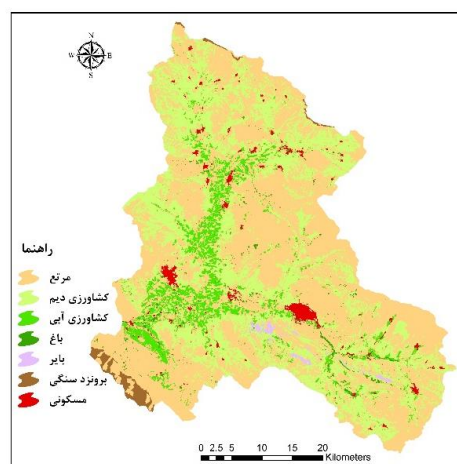 N
W E
S
راهنما
مرتع
کشاورزی دیم
کشاورزی آبی
باغ
بایر
برونزد سنگی
مسکونی
0 2.5 5 10 15 20
Kilometers